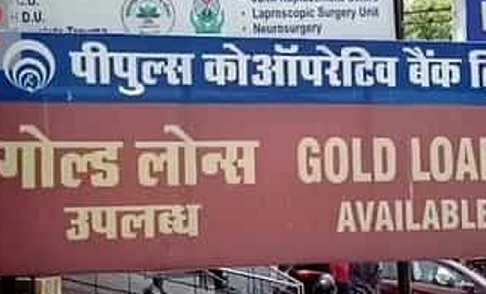 D.U.
• Laproscopic Surgery Unit
• Neurosurgery
पीपुल्स कोऑपरेटिव बैंक लि
गोल्ड लोन्स GOLD LOA
उपलब्ध AVAILABLE